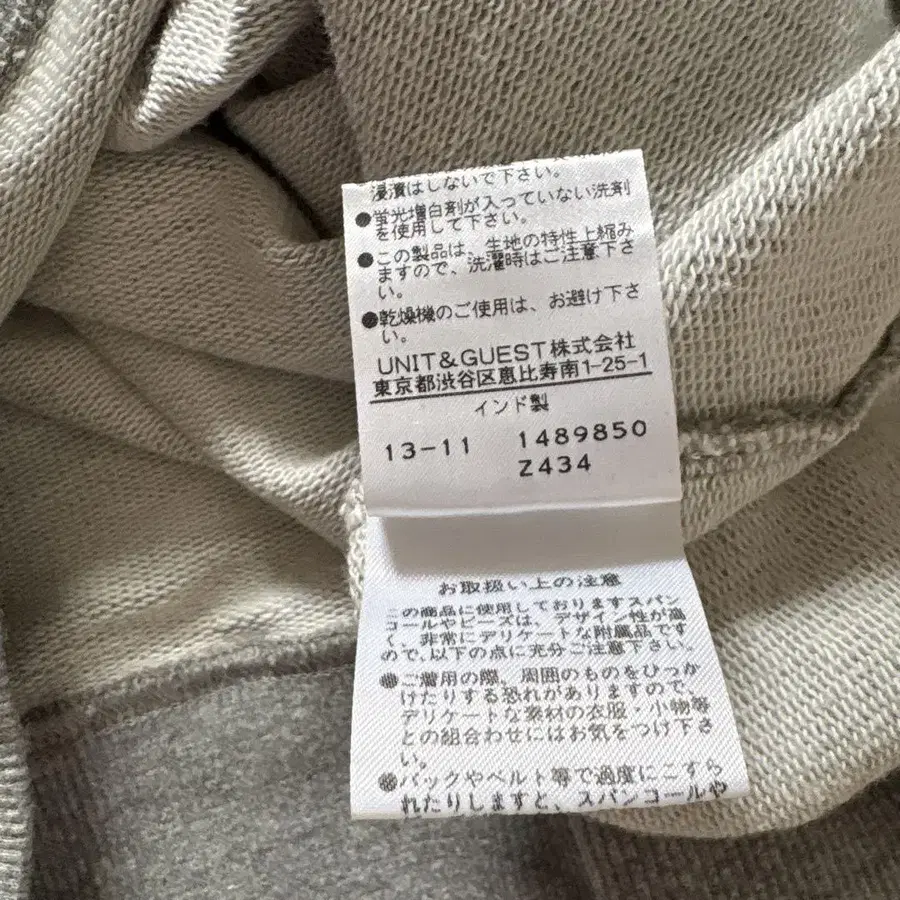 浸漬はしないで下さい。
●蛍光増白剤が入っていない洗剤
を使用して下さい。
●この製品は、生地の特性上縮み
ますので、洗濯時はご注意下さ
い。
●乾燥機のご使用は、お避け下さ
い。
UNIT&GUEST株式会社
東京都渋谷区恵比寿南1-25-1
インド製
13-11 1489850
Z434
お取扱い上の注意
この商品に使用しておりますスパン
コールやビーズは、デザイン性が高
く、非常にデリケートな附属品です
ので、以下の点に充分ご注意下さい。
●ご着用の際、周囲のものをひっか
けたりする恐れがありますので、
デリケートな素材の衣服・小物等
との組合わせにはお気をつけ下さ
い。
●バックやベルト等で過度にこすら
れたりしますと、スパンコールや